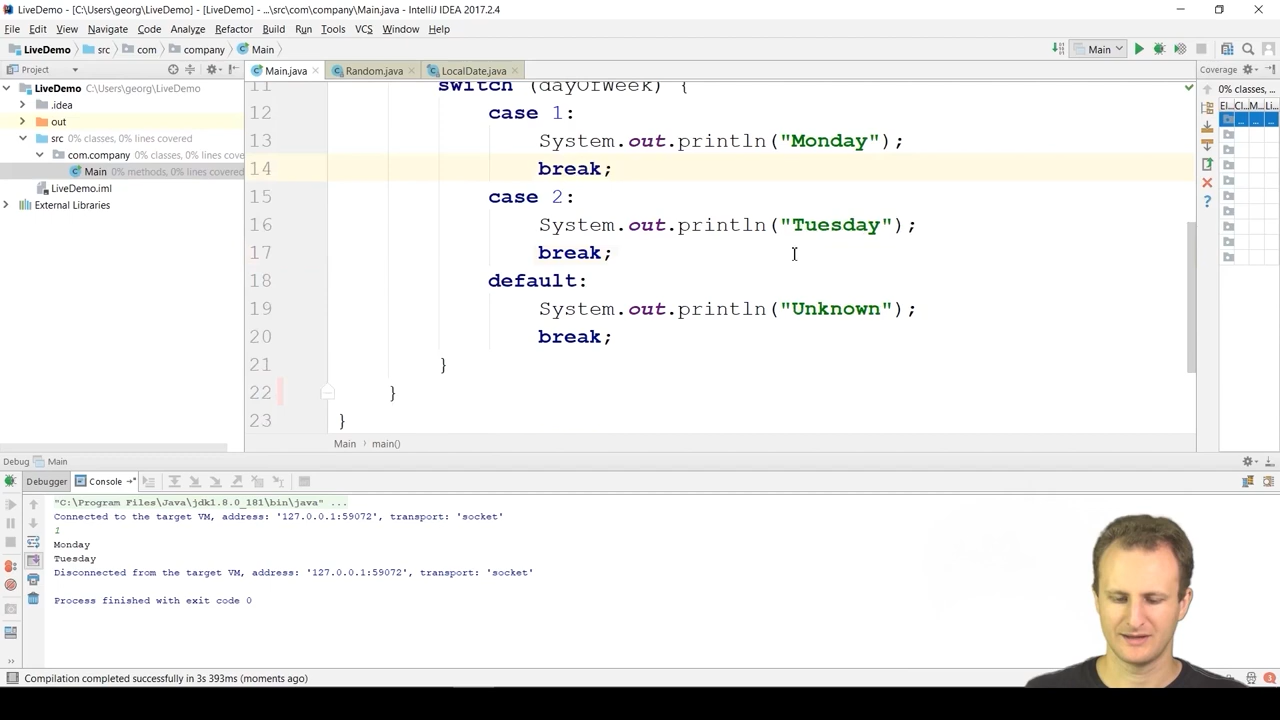 LiveDemo - [C:\Users\georg\LiveDemo] - [LiveDemo] - ...\src\com\company\Main.java - IntelliJ IDEA 2017.2.4
File Edit View Navigate Code Analyze Refactor Build Run Tools VCS Window Help
LiveDemo src com company Main Main
Project Main.java Random.java LocalDate.java Coverage
LiveDemo C:\Users\georg\LiveDemo
.idea
out
src 0% classes, 0% lines covered
com.company 0% classes, 0% lines cove
Main 0% methods, 0% lines covered
LiveDemo.iml
External Libraries
11 switch (dayOfWeek) {
12 case 1:
13 System.out.println("Monday");
14 break;
15 case 2:
16 System.out.println("Tuesday");
17 break;
18 default:
19 System.out.println("Unknown");
20 break;
21 }
22 }
23 }
Main main()
0% classes, ...
El... Cl... M... Li...
Debug Main
Debugger Console
"C:\Program Files\Java\jdk1.8.0_181\bin\java" ...
Connected to the target VM, address: '127.0.0.1:59072', transport: 'socket'
1
Monday
Tuesday
Disconnected from the target VM, address: '127.0.0.1:59072', transport: 'socket'
Process finished with exit code 0
Compilation completed successfully in 3s 393ms (moments ago)